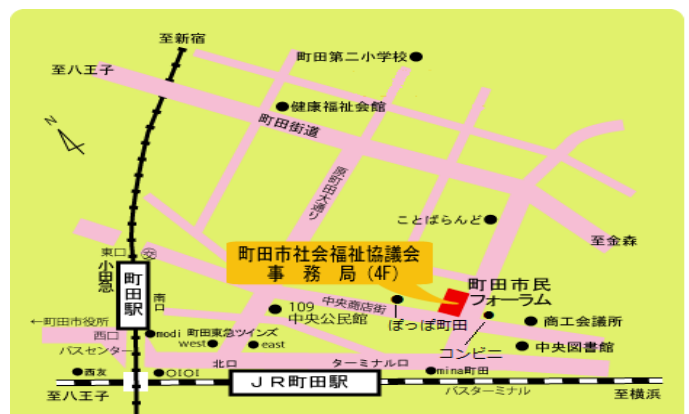 至新宿
町田第二小学校
至八王子
健康福祉会館
町田街道
N
原町田大通り
ことばらんど
至金森
東口
交
小田急
町田駅
南口
町田市社会福祉協議会
事務局(4F)
町田市民
フォーラム
中央商店街
109
中央公民館
ぽっぽ町田
商工会議所
←町田市役所
西口
modi
町田東急ツインズ
west
east
コンビニ
中央図書館
バスセンター
北口
ターミナル口
西友
OIOI
JR町田駅
mina町田
バスターミナル
至八王子
至横浜